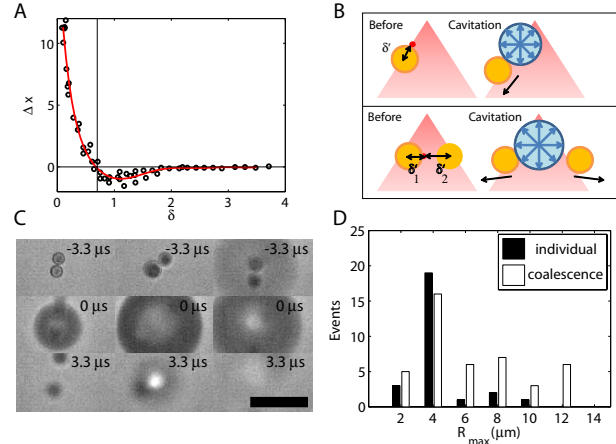 A
10
5
0
Δ x
0
1
2
3
4
δ
B
Before
Cavitation
δ'
Before
Cavitation
δ'1
δ'2
C
-3.3 µs
-3.3 µs
-3.3 µs
0 µs
0 µs
0 µs
3.3 µs
3.3 µs
3.3 µs
D
individual
coalescence
25
20
15
10
5
0
Events
2
4
6
8
10
12
14
Rmax(µm)